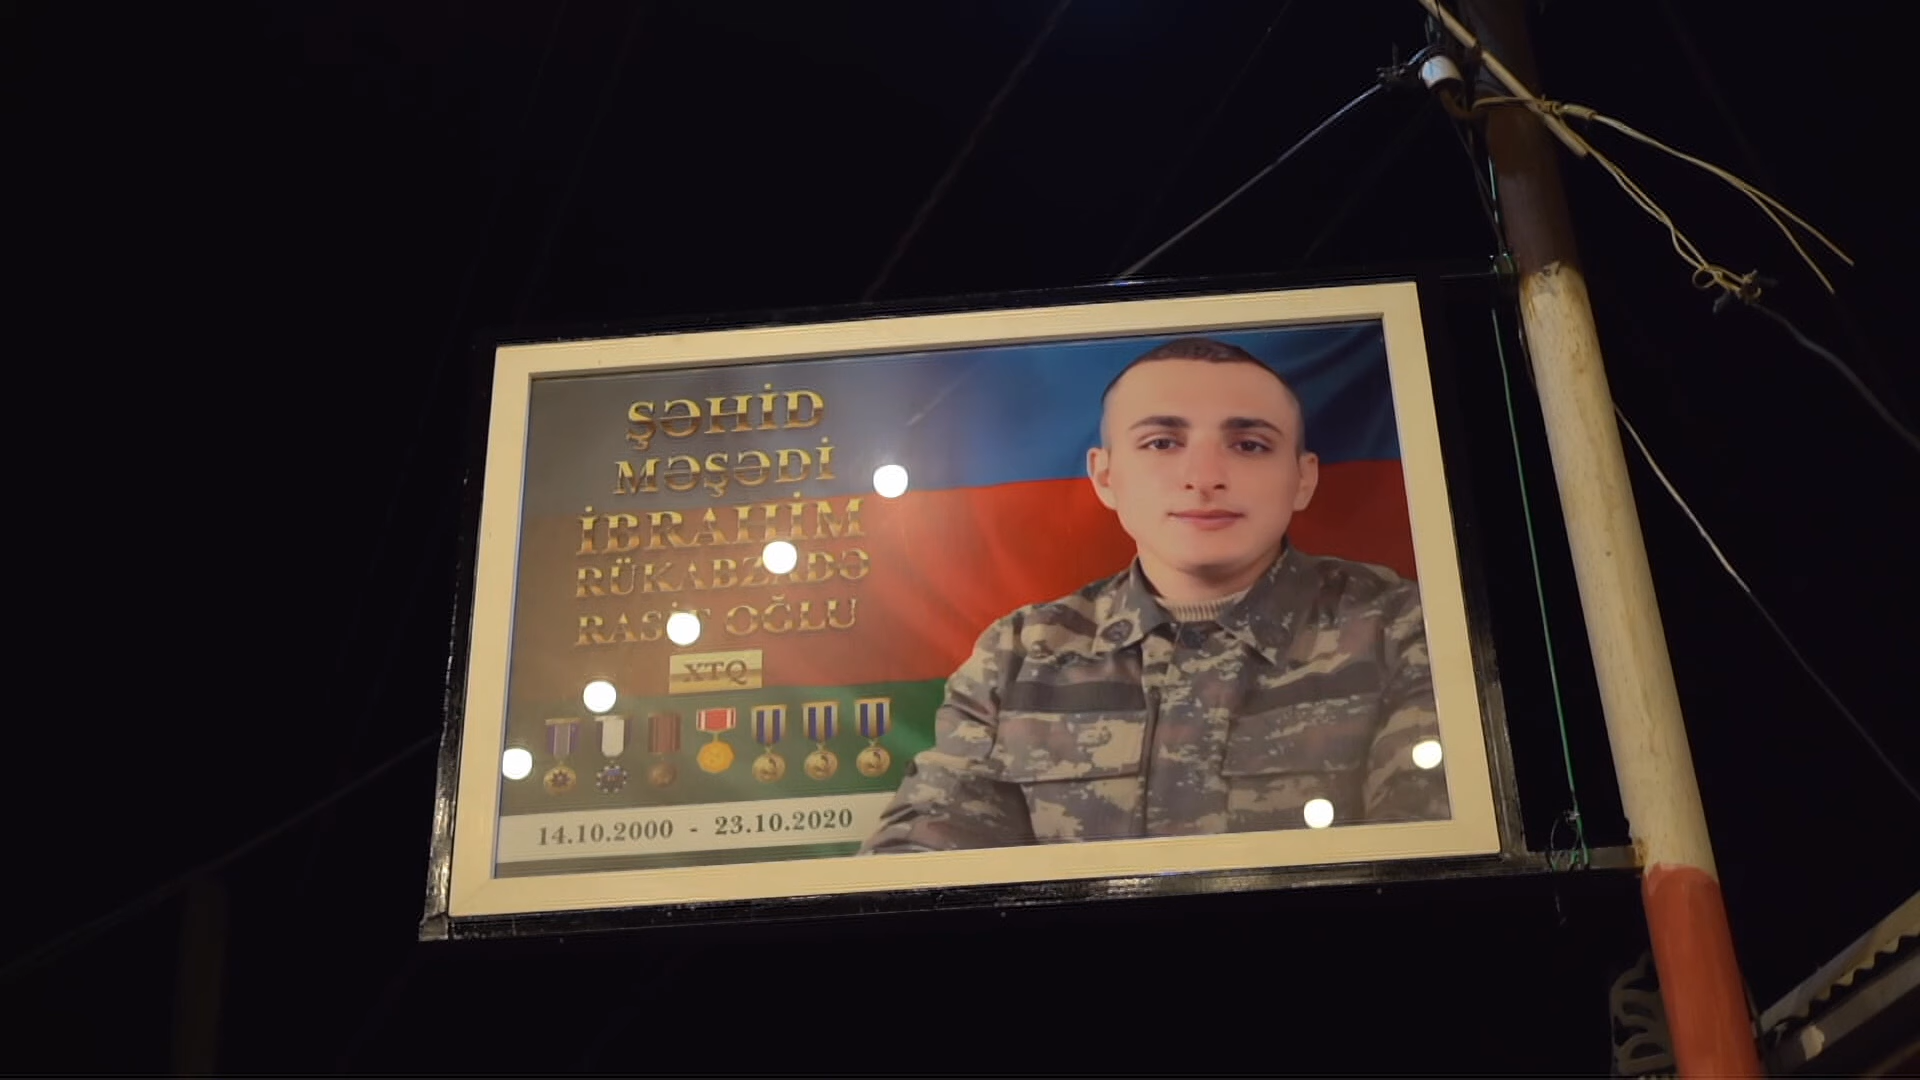 ŞƏHİD
MƏŞƏDİ
İBRAHİM
RÜKABZADƏ
OĞLU
XTQ
14.10.2000 - 23.10.2020